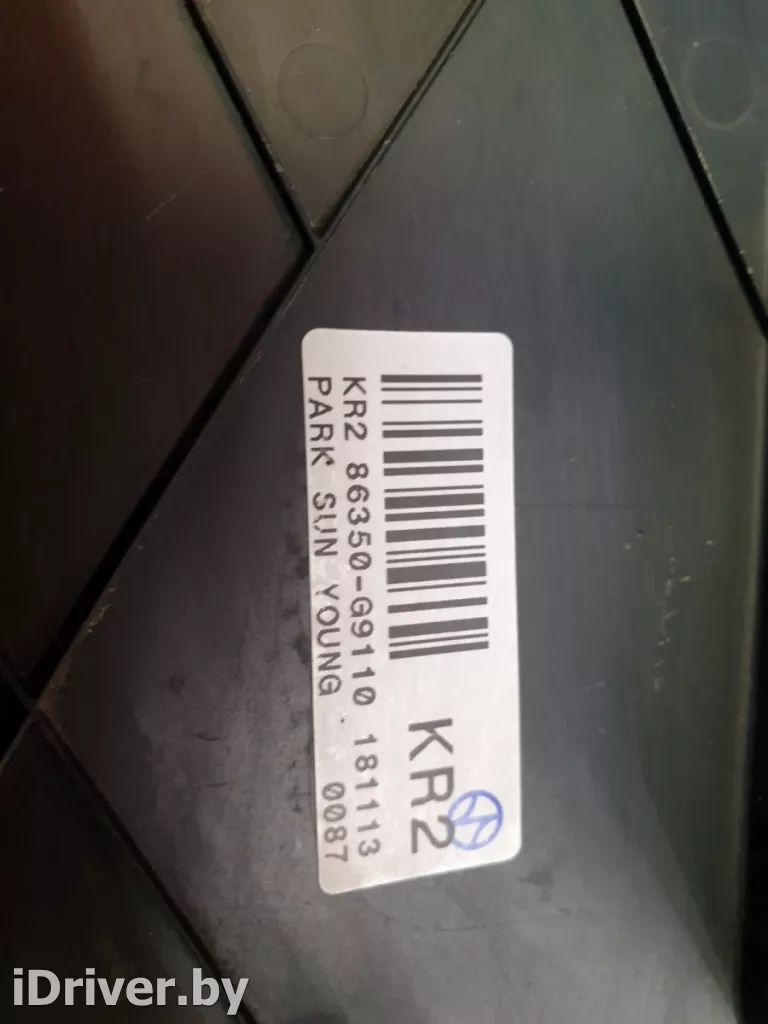 KR2
KR2 86350-G9110 181113
PARK SUN YOUNG 0087
iDriver.by